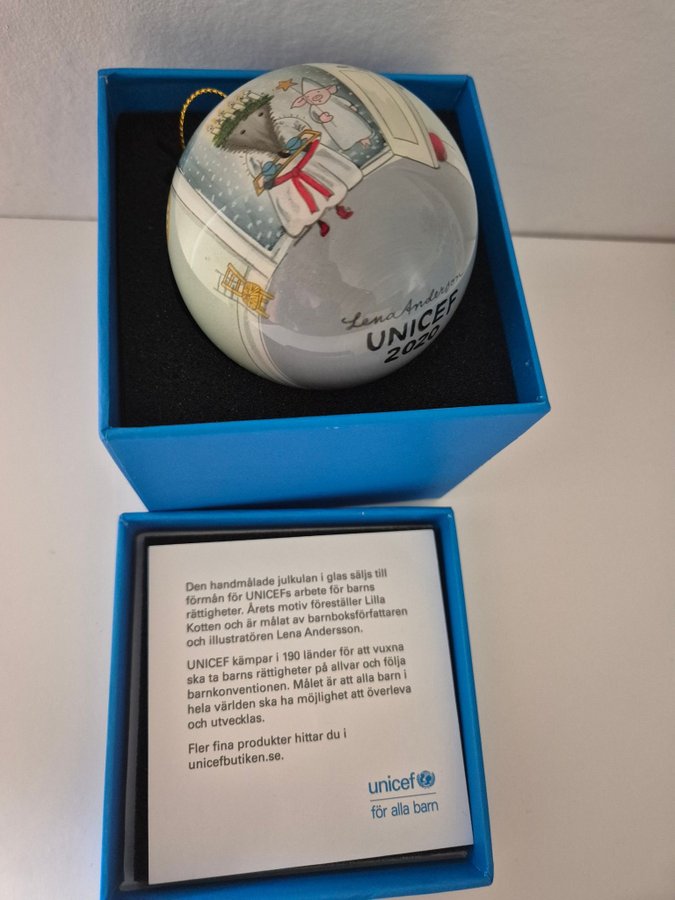 Lena Anderson
UNICEF
2020
Den handmålade julkulan i glas säljs till
förmån för UNICEFs arbete för barns
rättigheter. Årets motiv föreställer Lilla
Kotten och är målat av barnboksförfattaren
och illustratören Lena Andersson.
UNICEF kämpar i 190 länder för att vuxna
ska ta barns rättigheter på allvar och följa
barnkonventionen. Målet är att alla barn i
hela världen ska ha möjlighet att överleva
och utvecklas.
Fler fina produkter hittar du i
unicefbutiken.se.
unicef
för alla barn